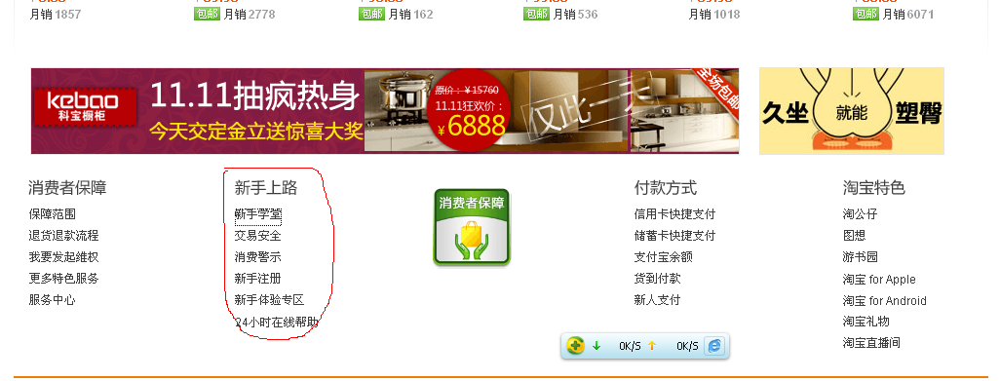 月销 1857
包邮 月销 2778
包邮 月销 162
包邮 月销 536
月销 1018
包邮 月销 6071
kebao
科宝橱柜
11.11抽疯热身
今天交定金立送惊喜大奖
原价：￥15760
11.11狂欢价：
￥6888
仅此一天
全场包邮
久坐 就能 塑臀
消费者保障
保障范围
退货退款流程
我要发起维权
更多特色服务
服务中心
新手上路
新手学堂
交易安全
消费警示
新手注册
新手体验专区
24小时在线帮助
消费者保障
付款方式
信用卡快捷支付
储蓄卡快捷支付
支付宝余额
货到付款
新人支付
淘宝特色
淘公仔
图想
游书园
淘宝 for Apple
淘宝 for Android
淘宝礼物
淘宝直播间
0K/S 0K/S